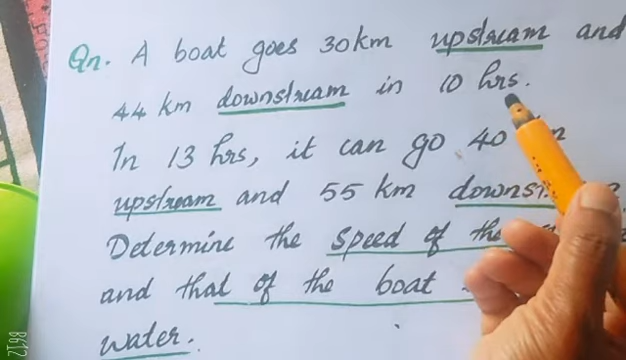 Qn. A boat goes 30km upstream and
44 km downstream in 10 hrs.
In 13 hrs, it can go 40
upstream and 55 km
Determine the speed of the
and that of the boat
water.